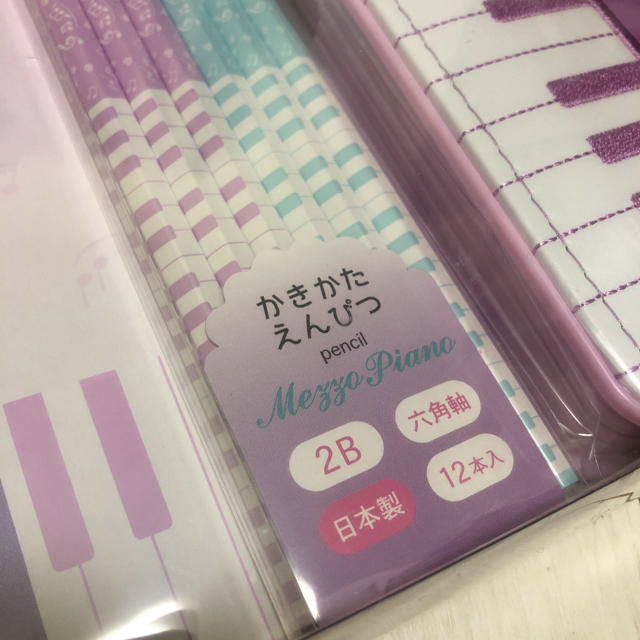 かきかた
えんぴつ
pencil
Mezzo Piano
2B
六角軸
日本製
12本入